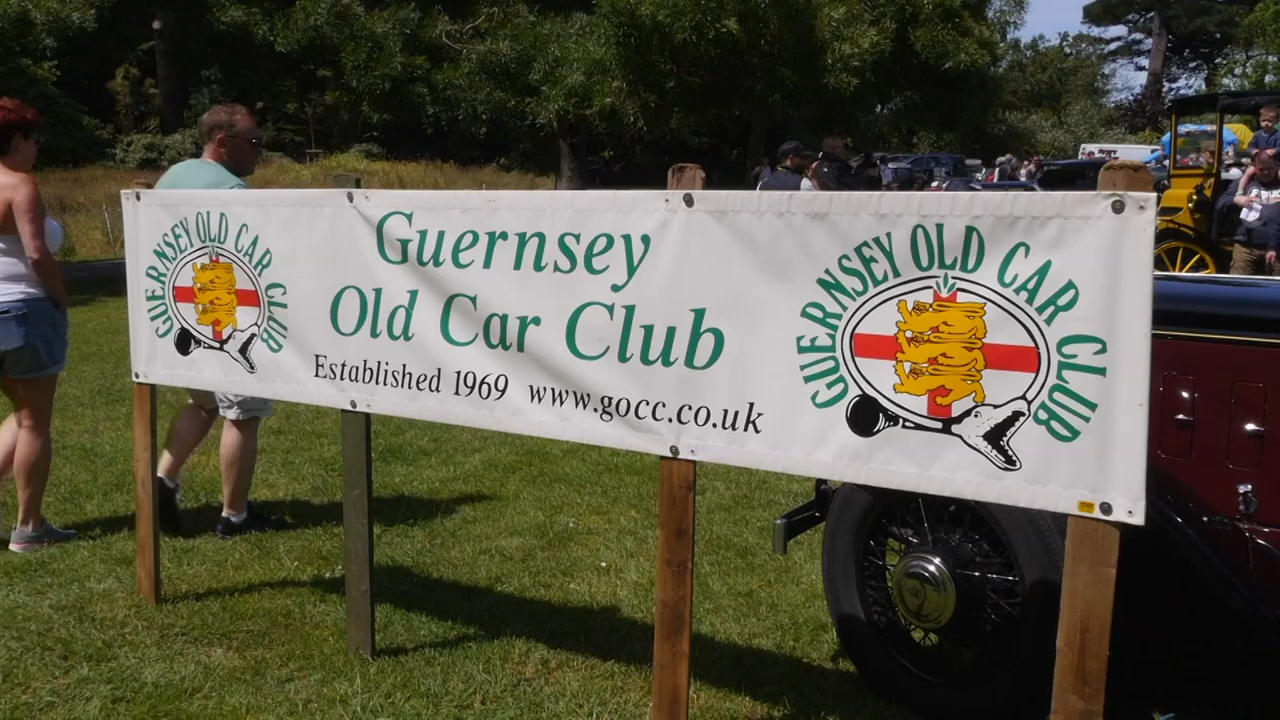 GUERNSEY OLD CAR CLUB
Guernsey
Old Car Club
Established 1969 www.gocc.co.uk
GUERNSEY OLD CAR CLUB